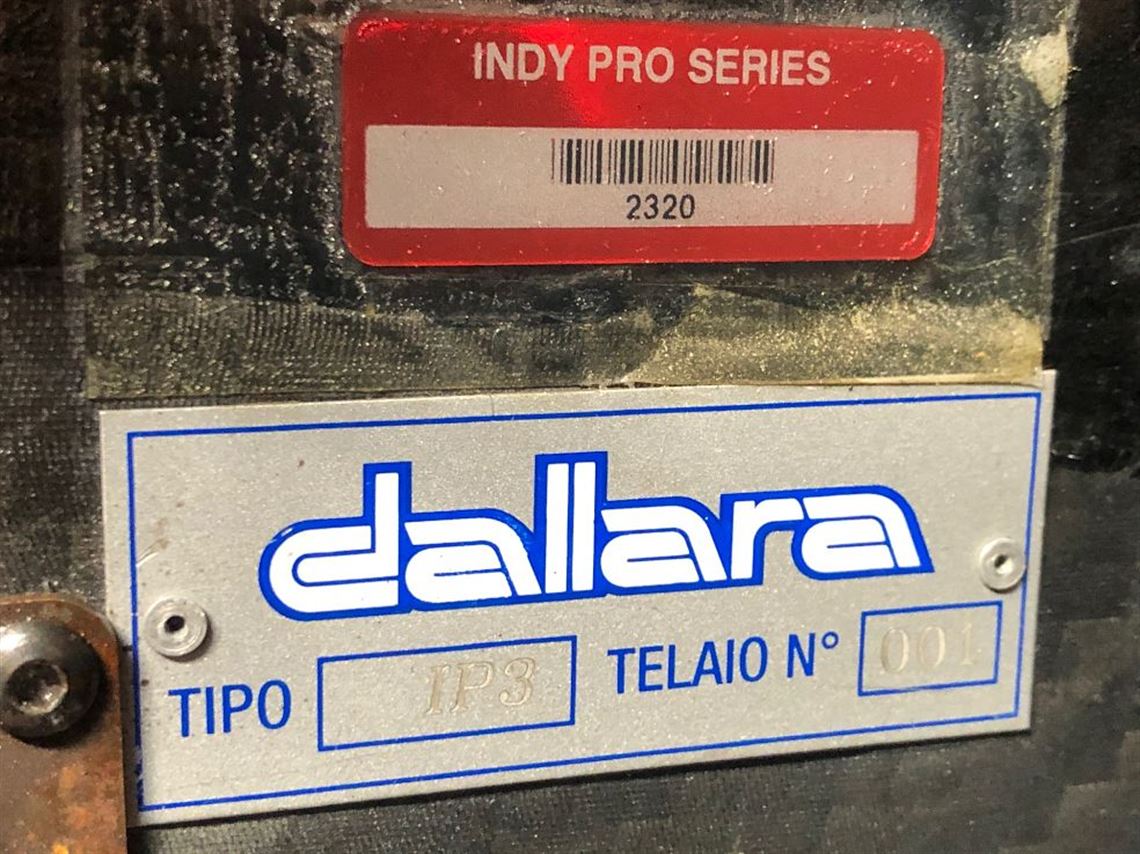 INDY PRO SERIES
2320
dallara
TIPO IP3 TELAIO N° 001